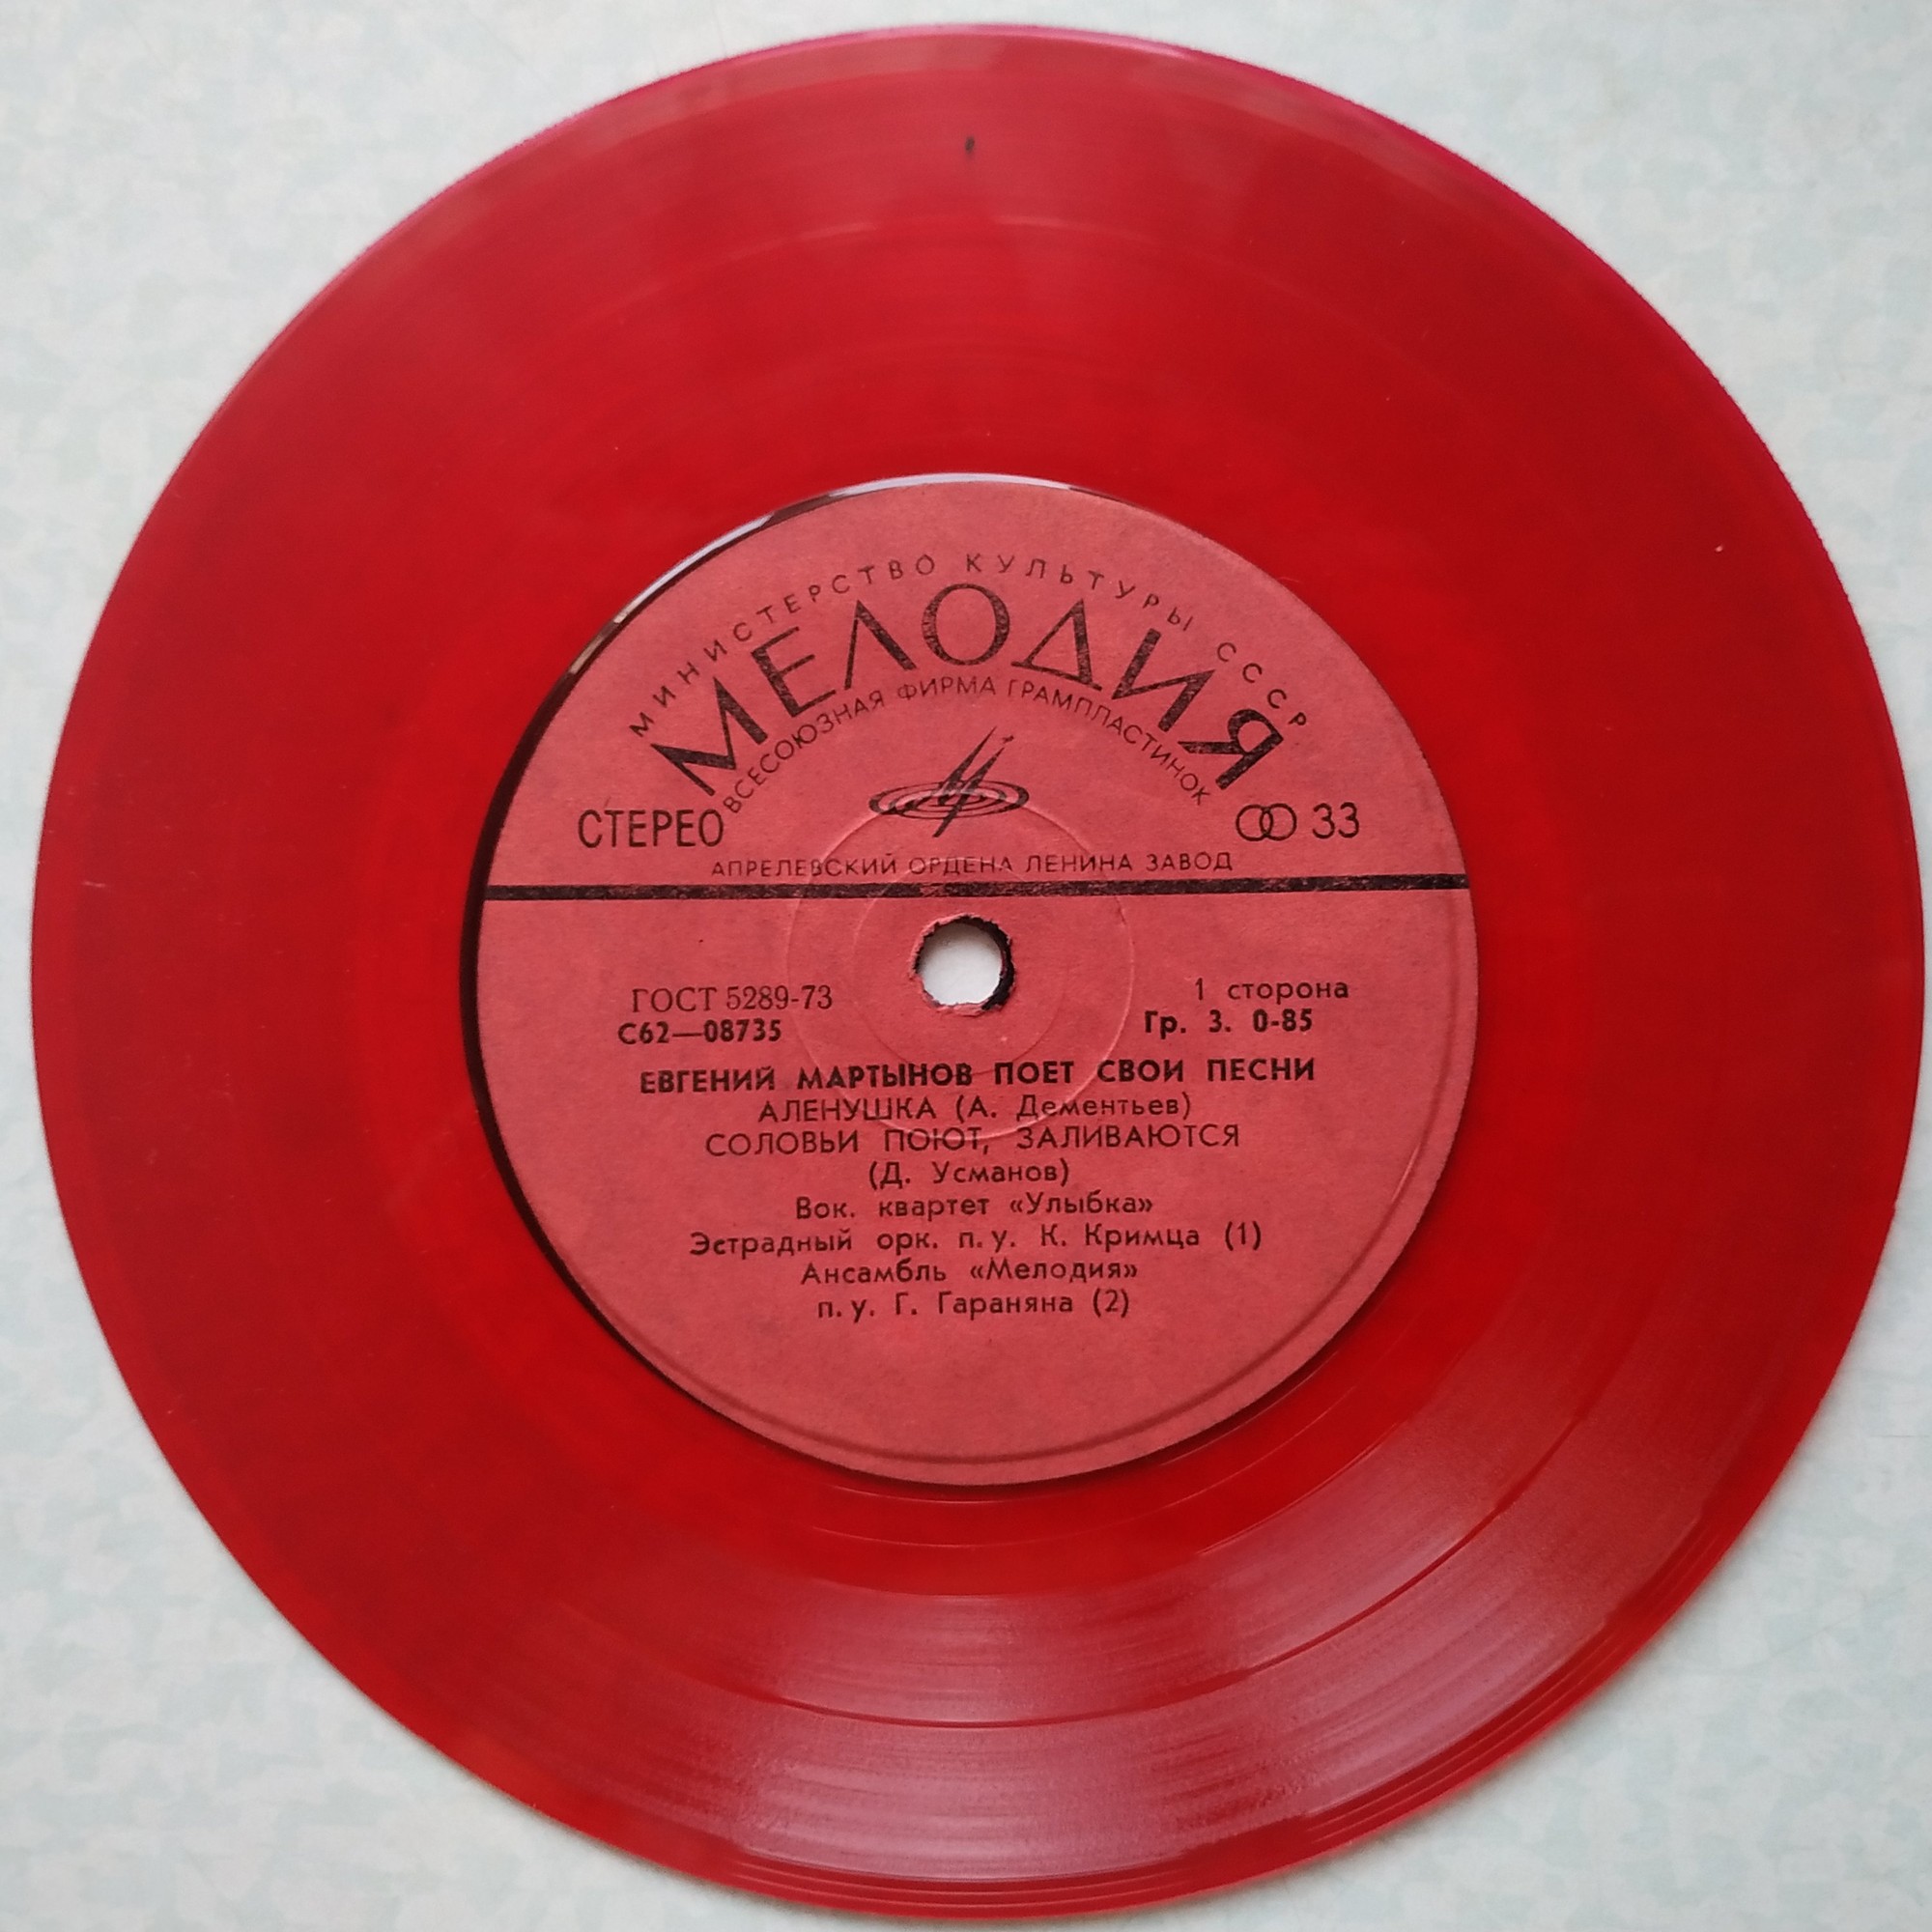 МИНИСТЕРСТВО КУЛЬТУРЫ СССР
МЕЛОДИЯ
ВСЕСОЮЗНАЯ ФИРМА ГРАМПЛАСТИНОК
СТЕРЕО 33
АПРЕЛЕВСКИЙ ОРДЕНА ЛЕНИНА ЗАВОД
ГОСТ 5289-73 1 сторона
С62—08735 Гр. 3. 0-85
ЕВГЕНИЙ МАРТЫНОВ ПОЕТ СВОИ ПЕСНИ
АЛЕНУШКА (А. Дементьев)
СОЛОВЬИ ПОЮТ, ЗАЛИВАЮТСЯ
(Д. Усманов)
Вок. квартет «Улыбка»
Эстрадный орк. п. у. К. Кримца (1)
Ансамбль «Мелодия»
п. у. Г. Гараняна (2)